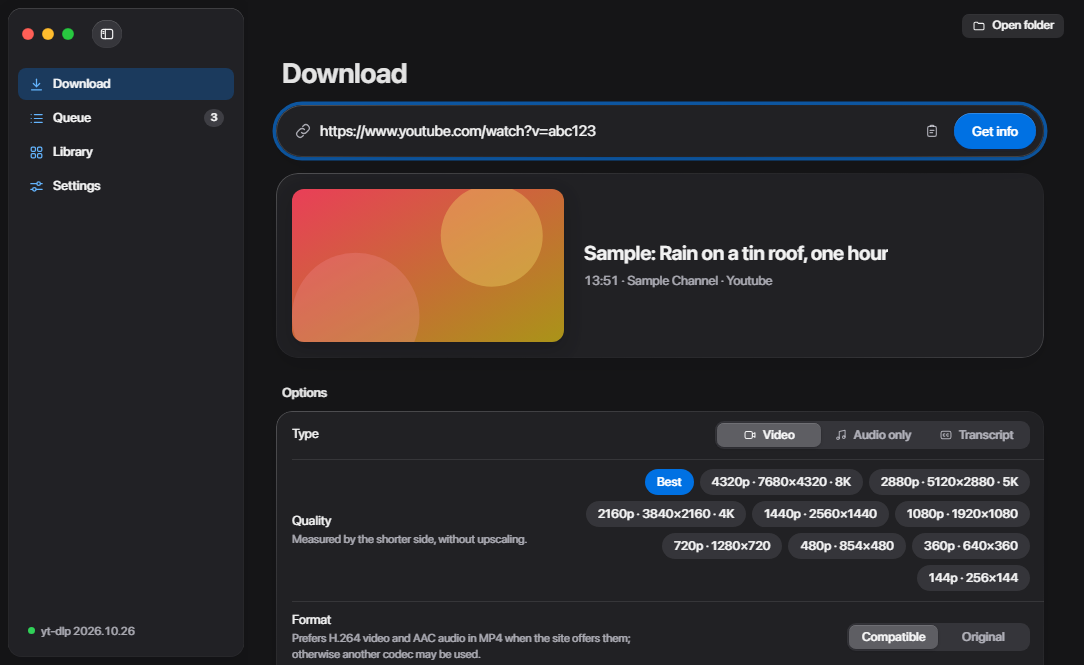 Open folder
Download
Queue 3
Library
Settings
yt-dlp 2026.10.26
Download
https://www.youtube.com/watch?v=abc123 Get info
Sample: Rain on a tin roof, one hour
13:51 · Sample Channel · Youtube
Options
Type Video Audio only Transcript
Quality
Measured by the shorter side, without upscaling.
Best 4320p · 7680×4320 · 8K 2880p · 5120×2880 · 5K
2160p · 3840×2160 · 4K 1440p · 2560×1440 1080p · 1920×1080
720p · 1280×720 480p · 854×480 360p · 640×360
144p · 256×144
Format
Prefers H.264 video and AAC audio in MP4 when the site offers them;
otherwise another codec may be used.
Compatible Original